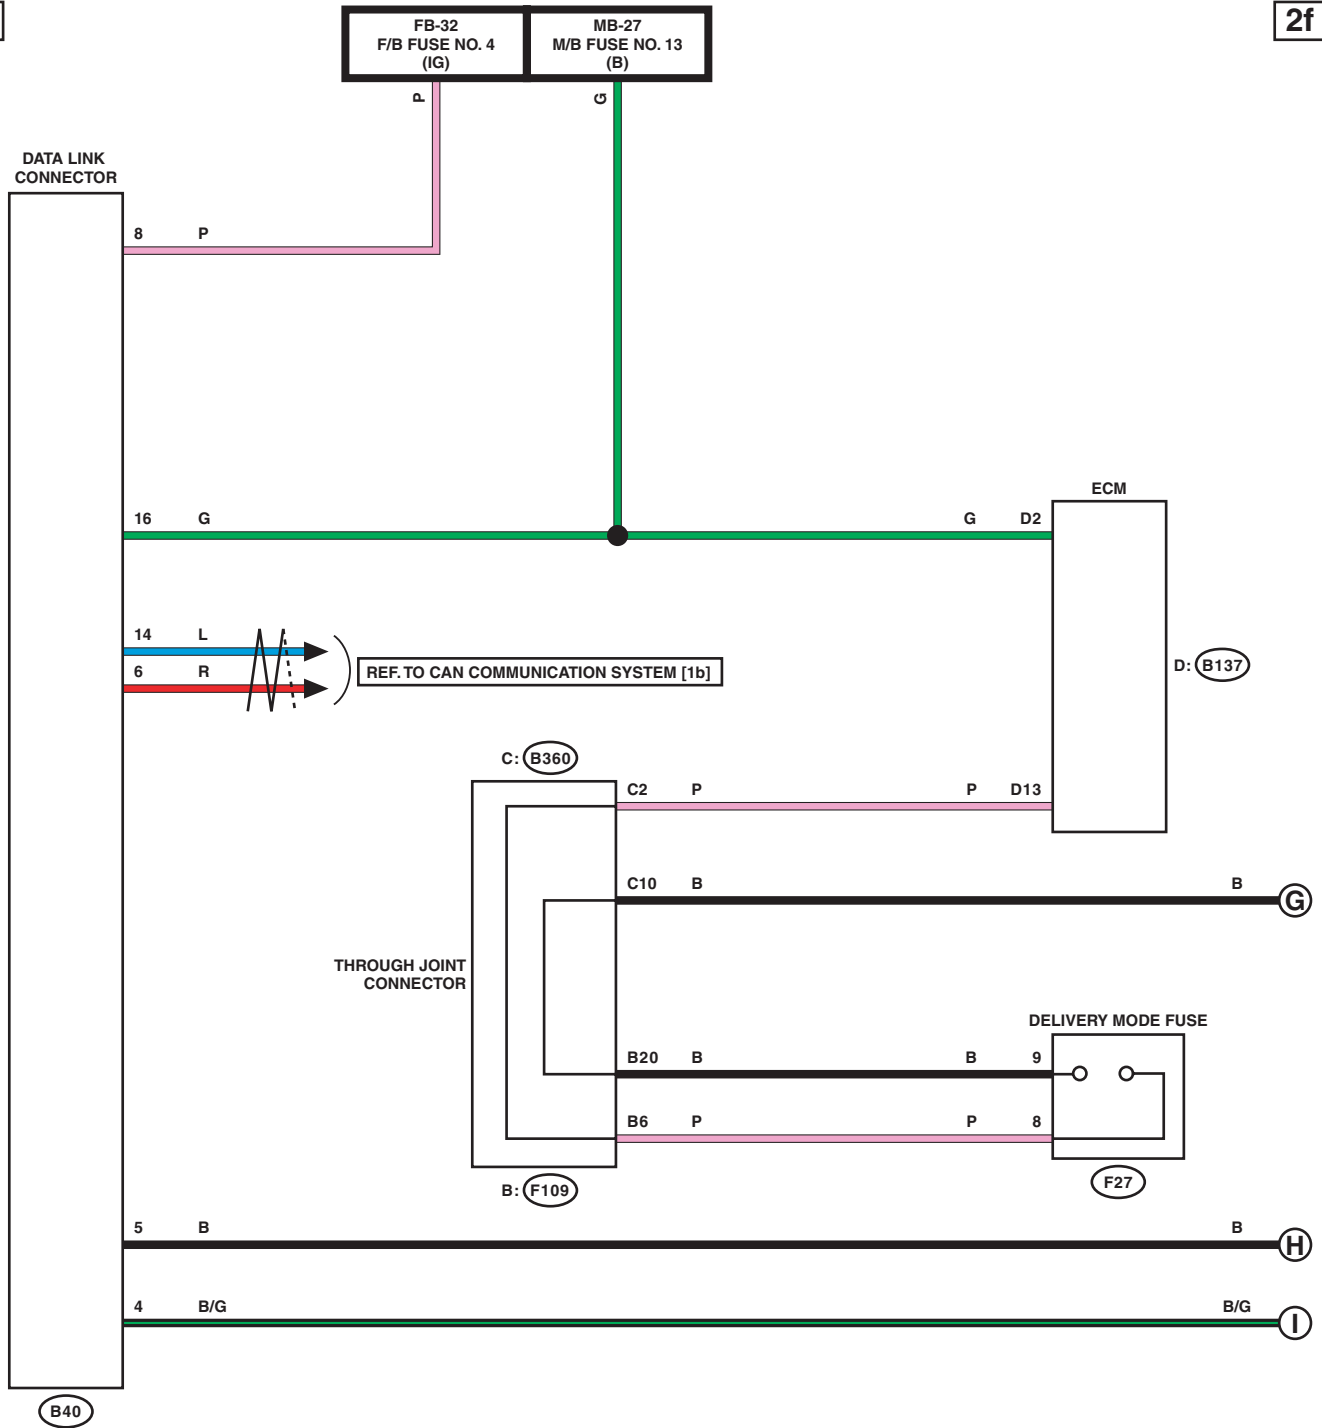 2f
FB-32
F/B FUSE NO. 4
(IG)
MB-27
M/B FUSE NO. 13
(B)
P
G
DATA LINK
CONNECTOR
8 P
ECM
16 G G D2
14 L
6 R
REF. TO CAN COMMUNICATION SYSTEM [1b]
D: B137
C: B360
C2 P P D13
C10 B B G
THROUGH JOINT
CONNECTOR
DELIVERY MODE FUSE
B20 B B 9
B6 P P 8
B: F109
F27
5 B B H
4 B/G B/G I
B40